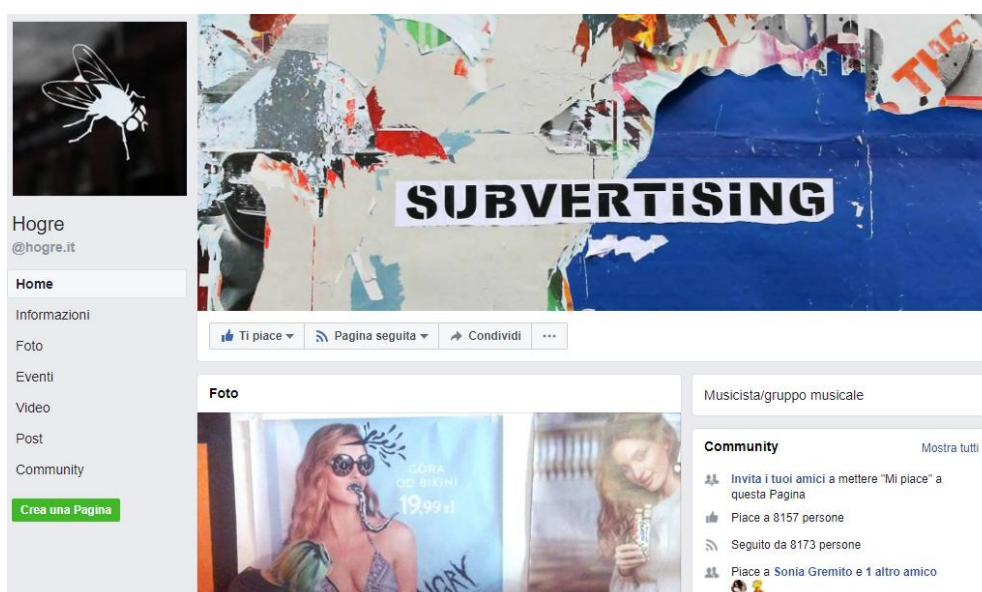 THE
SUBVERTiSiNG
Hogre
@hogre.it
Home
Informazioni
Foto
Eventi
Video
Post
Community
Crea una Pagina
Ti piace
Pagina seguita
Condividi
...
Foto
GÓRA
OD BIKINI
19,99 zł
Musicista/gruppo musicale
Community
Mostra tutti
Invita i tuoi amici a mettere "Mi piace" a
questa Pagina
Piace a 8157 persone
Seguito da 8173 persone
Piace a Sonia Gremito e 1 altro amico